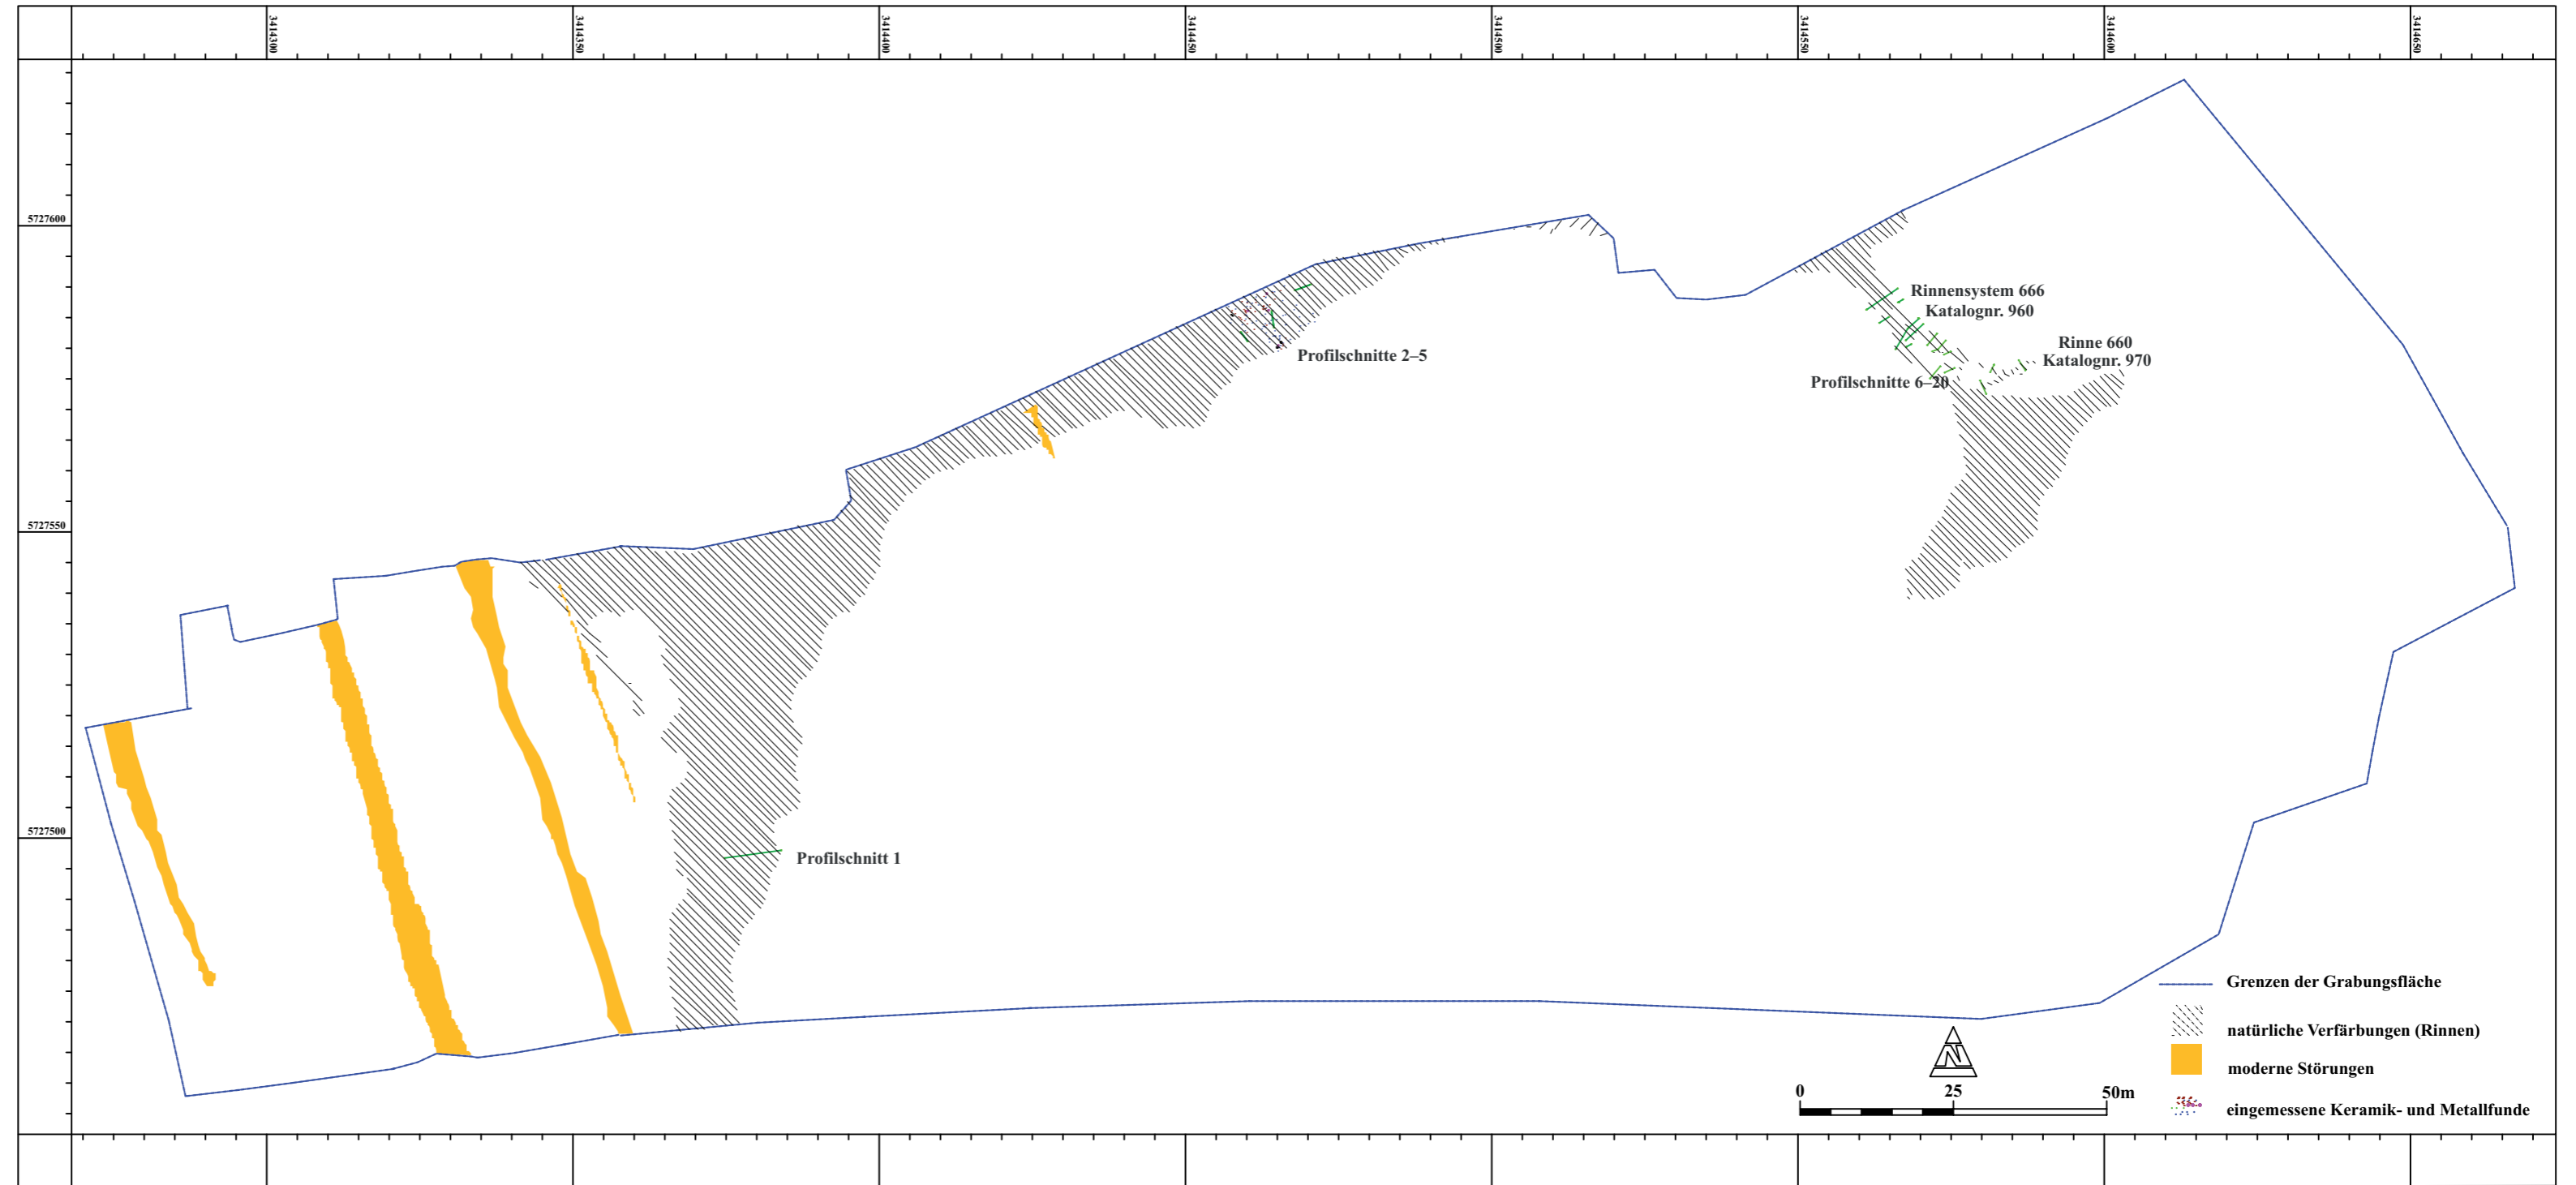 3414300
3414350
3414400
3414450
3414500
3414550
3414600
3414650
5727600
5727550
5727500
Rinnensystem 666
Katalognr. 960
Rinne 660
Katalognr. 970
Profilschnitte 2–5
Profilschnitte 6–20
Profilschnitt 1
Grenzen der Grabungsfläche
natürliche Verfärbungen (Rinnen)
moderne Störungen
eingemessene Keramik- und Metallfunde
N
0 25 50m